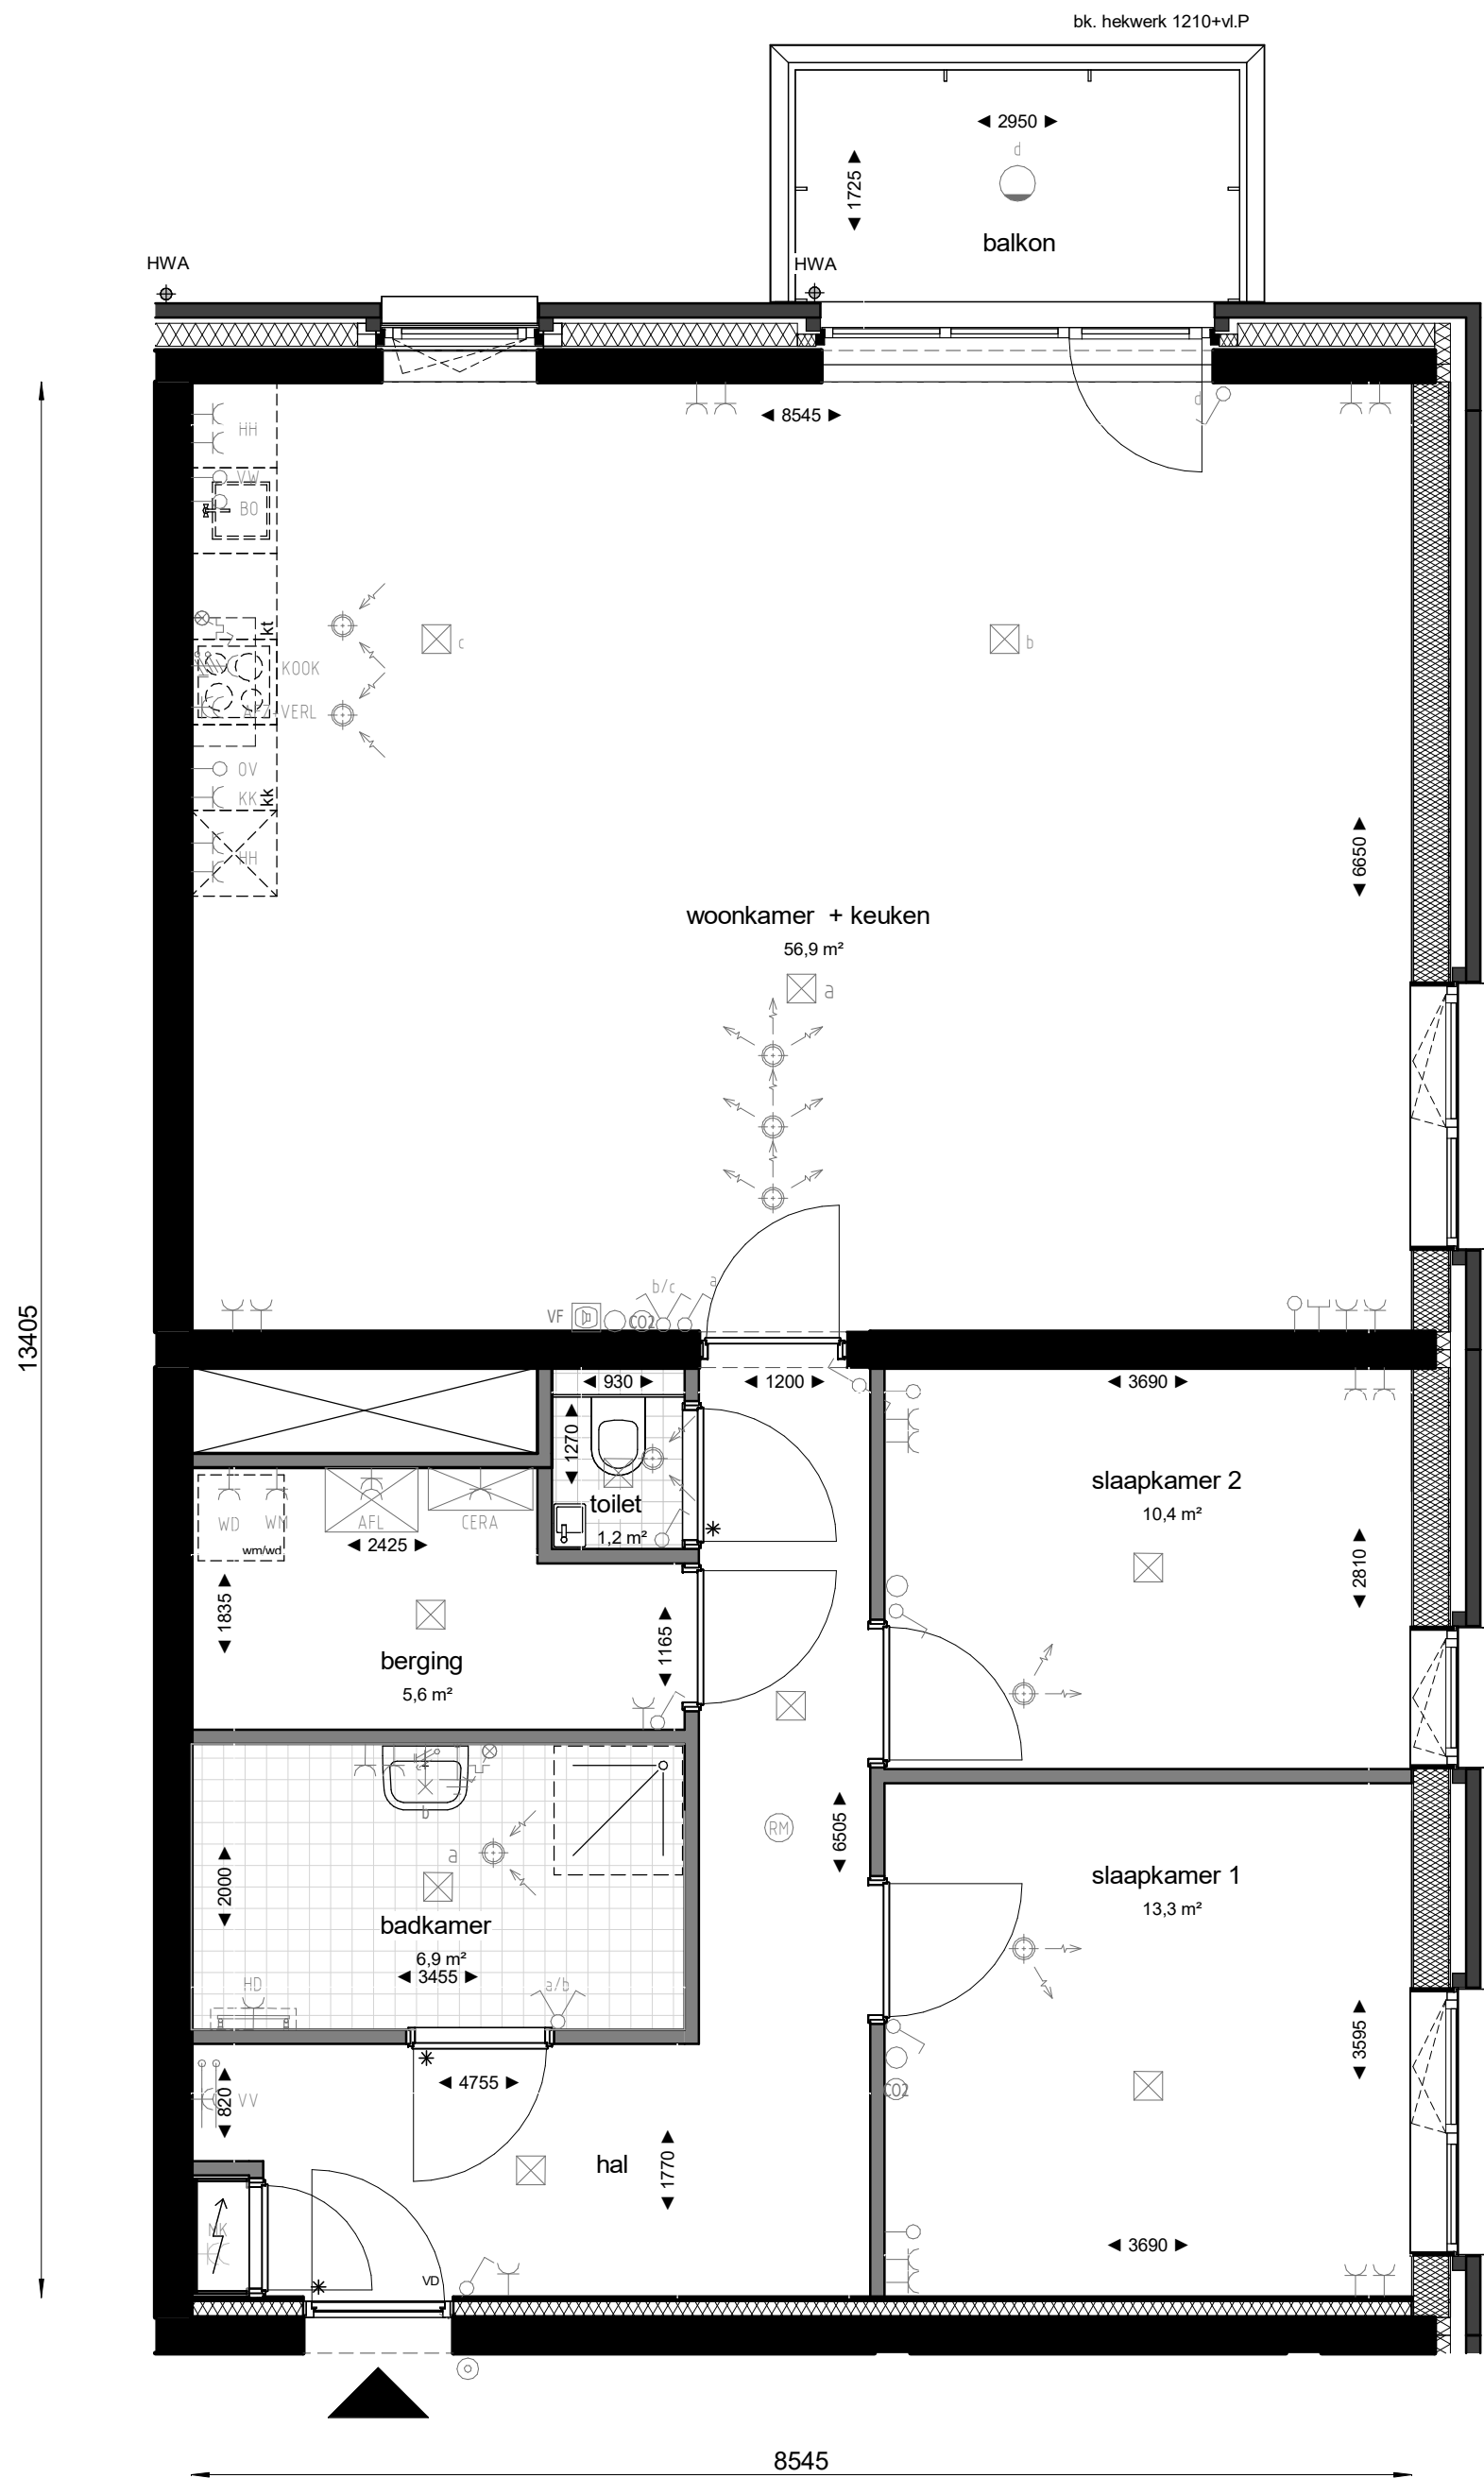 bk. hekwerk 1210+vl.P
◄ 2950 ►
d
◄ 1725 ►
balkon
HWA
HWA
d
◄ 8545 ►
HH
VW
BO
kt
c
b
KOOK
VERL
OV
KK
kk
HH
◄ 6650 ►
woonkamer + keuken
56,9 m²
a
b/c
a
VF
CO2
13405
◄ 930 ►
◄ 1200 ►
◄ 3690 ►
◄ 1270 ►
slaapkamer 2
10,4 m²
toilet
1,2 m²
WD
WM
AFL
CERA
wm/wd
◄ 2425 ►
◄ 2810 ►
◄ 1835 ►
◄ 1165 ►
berging
5,6 m²
b
RM
◄ 6505 ►
a
slaapkamer 1
13,3 m²
◄ 2000 ►
badkamer
6,9 m²
◄ 3455 ►
HD
a/b
◄ 3595 ►
◄ 4755 ►
CO2
◄ 820 ►
VV
hal
◄ 1770 ►
MK
◄ 3690 ►
VD
8545